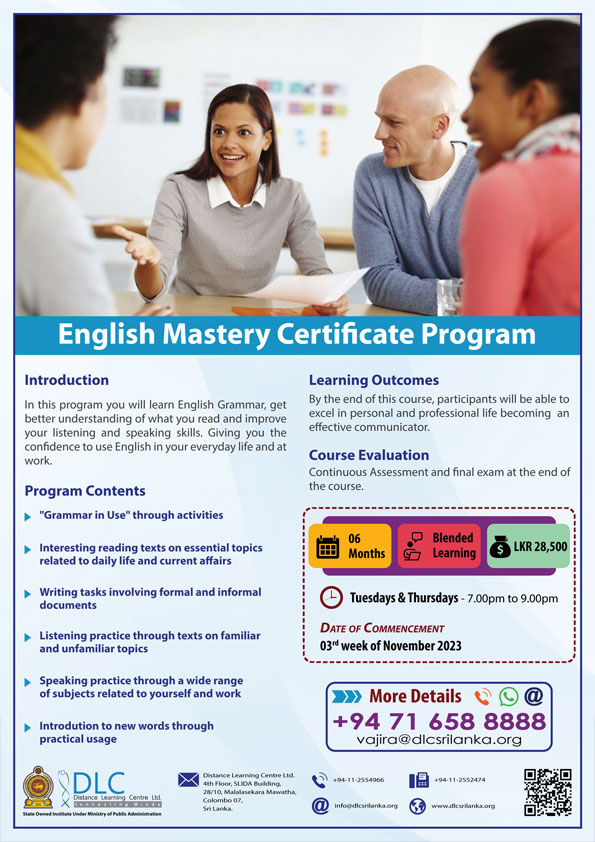 English Mastery Certificate Program
Introduction
In this program you will learn English Grammar, get
better understanding of what you read and improve
your listening and speaking skills. Giving you the
confidence to use English in your everyday life and at
work.
Program Contents
"Grammar in Use" through activities
Interesting reading texts on essential topics
related to daily life and current affairs
Writing tasks involving formal and informal
documents
Listening practice through texts on familiar
and unfamiliar topics
Speaking practice through a wide range
of subjects related to yourself and work
Introdution to new words through
practical usage
Learning Outcomes
By the end of this course, participants will be able to
excel in personal and professional life becoming an
effective communicator.
Course Evaluation
Continuous Assessment and final exam at the end of
the course.
06
Months
Blended
Learning
LKR 28,500
Tuesdays & Thursdays - 7.00pm to 9.00pm
Date of Commencement
03rd week of November 2023
More Details
+94 71 658 8888
vajira@dlcsrilanka.org
DLC
Distance Learning Centre Ltd.
Connecting Minds
State Owned Institute Under Ministry of Public Administration
Distance Learning Centre Ltd.
4th Floor, SLIDA Building,
28/10, Malalasekara Mawatha,
Colombo 07,
Sri Lanka.
+94-11-2554966
+94-11-2552474
info@dlcsrilanka.org
www.dlcsrilanka.org